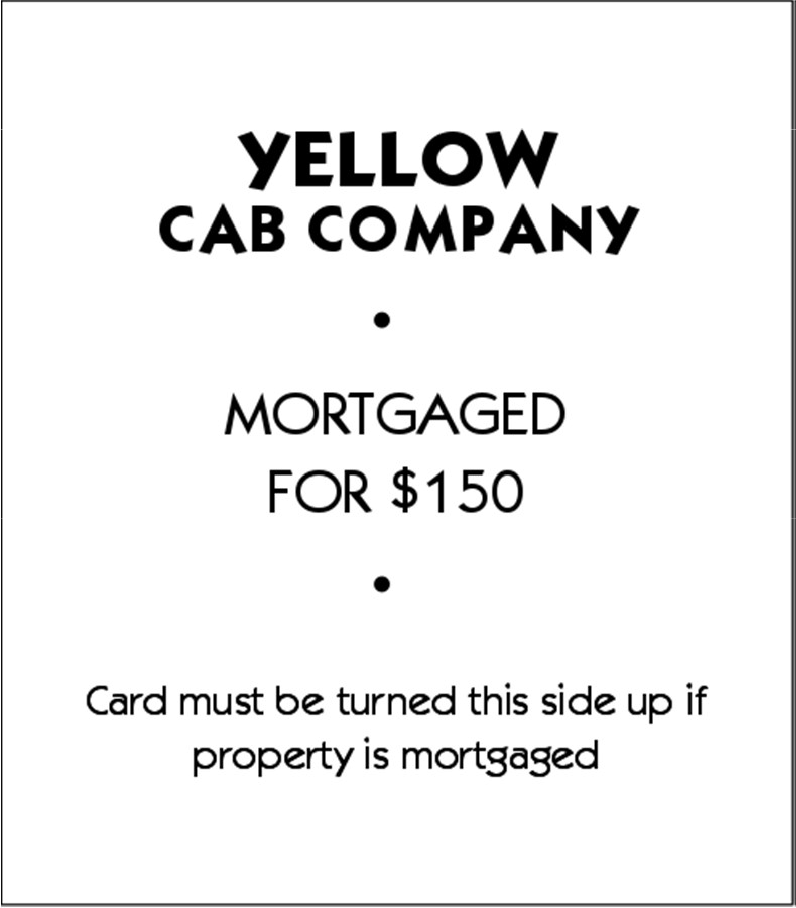 YELLOW
CAB COMPANY
•
MORTGAGED
FOR $150
•
Card must be turned this side up if
property is mortgaged